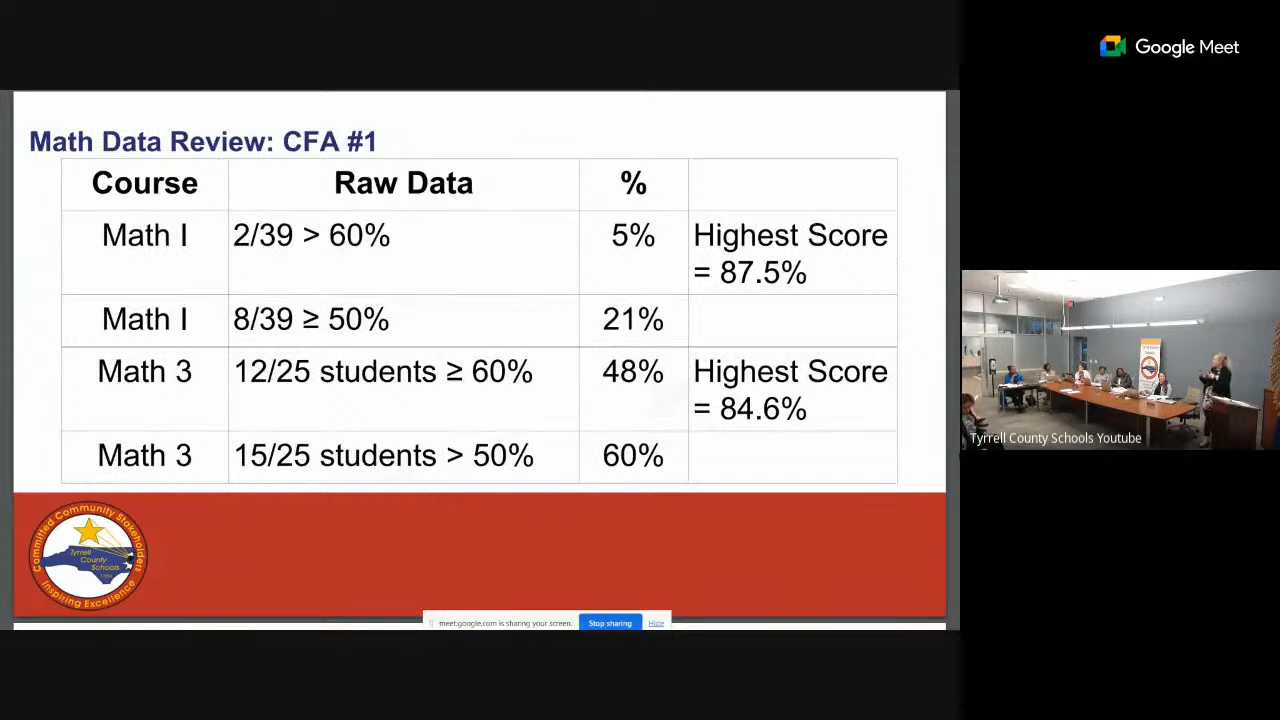 Google Meet
Math Data Review: CFA #1
Course Raw Data %
Math I 2/39 > 60% 5% Highest Score
= 87.5%
Math I 8/39 ≥ 50% 21%
Math 3 12/25 students ≥ 60% 48% Highest Score
= 84.6%
Math 3 15/25 students > 50% 60%
Committed Community Stakeholders
Tyrrell
County
Schools
Inspiring Excellence
meet.google.com is sharing your screen. Stop sharing Hide
Tyrrell County Schools Youtube